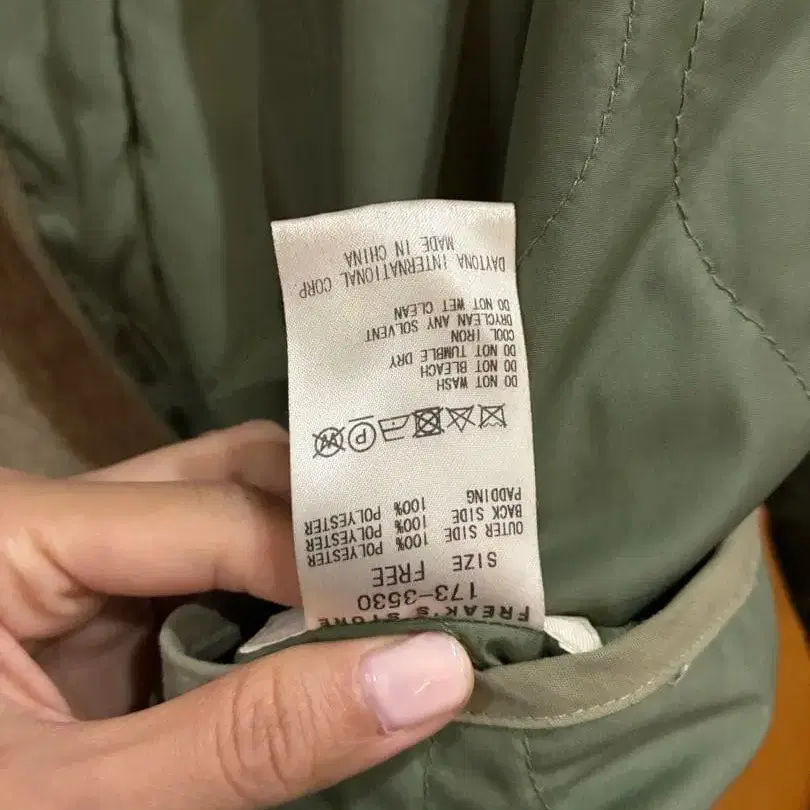 FREAK'S STORE
173-3530
SIZE FREE
OUTER SIDE 100% POLYESTER
BACK SIDE 100% POLYESTER
PADDING 100% POLYESTER
P W
DO NOT WASH
DO NOT BLEACH
DO NOT TUMBLE DRY
COOL IRON
DRYCLEAN ANY SOLVENT
DO NOT WET CLEAN
DAYTONA INTERNATIONAL CORP.
MADE IN CHINA